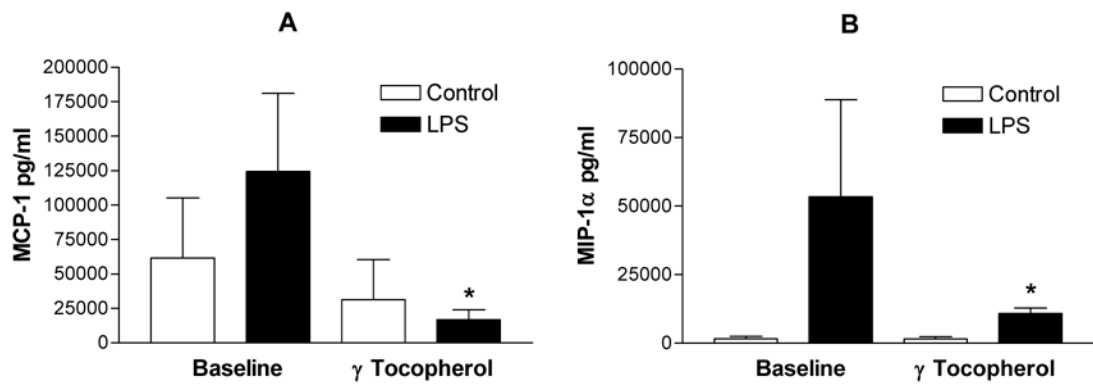 A
MCP-1 pg/ml
200000
175000
150000
125000
100000
75000
50000
25000
0
Control
LPS
*
Baseline
γ Tocopherol
B
MIP-1α pg/ml
100000
75000
50000
25000
0
Control
LPS
*
Baseline
γ Tocopherol